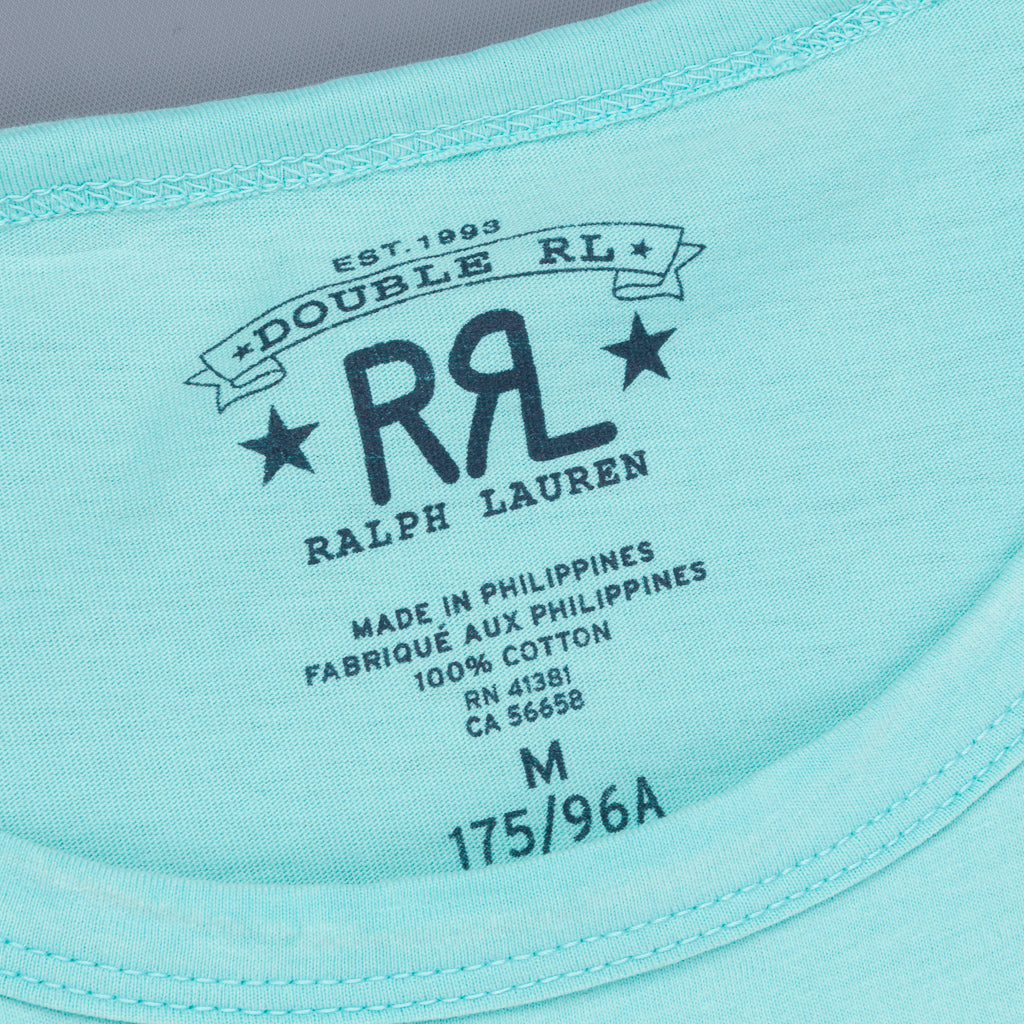 EST. 1993
DOUBLE RL
RRL
RALPH LAUREN
MADE IN PHILIPPINES
FABRIQUÉ AUX PHILIPPINES
100% COTTON
RN 41381
CA 56658
M
175/96A